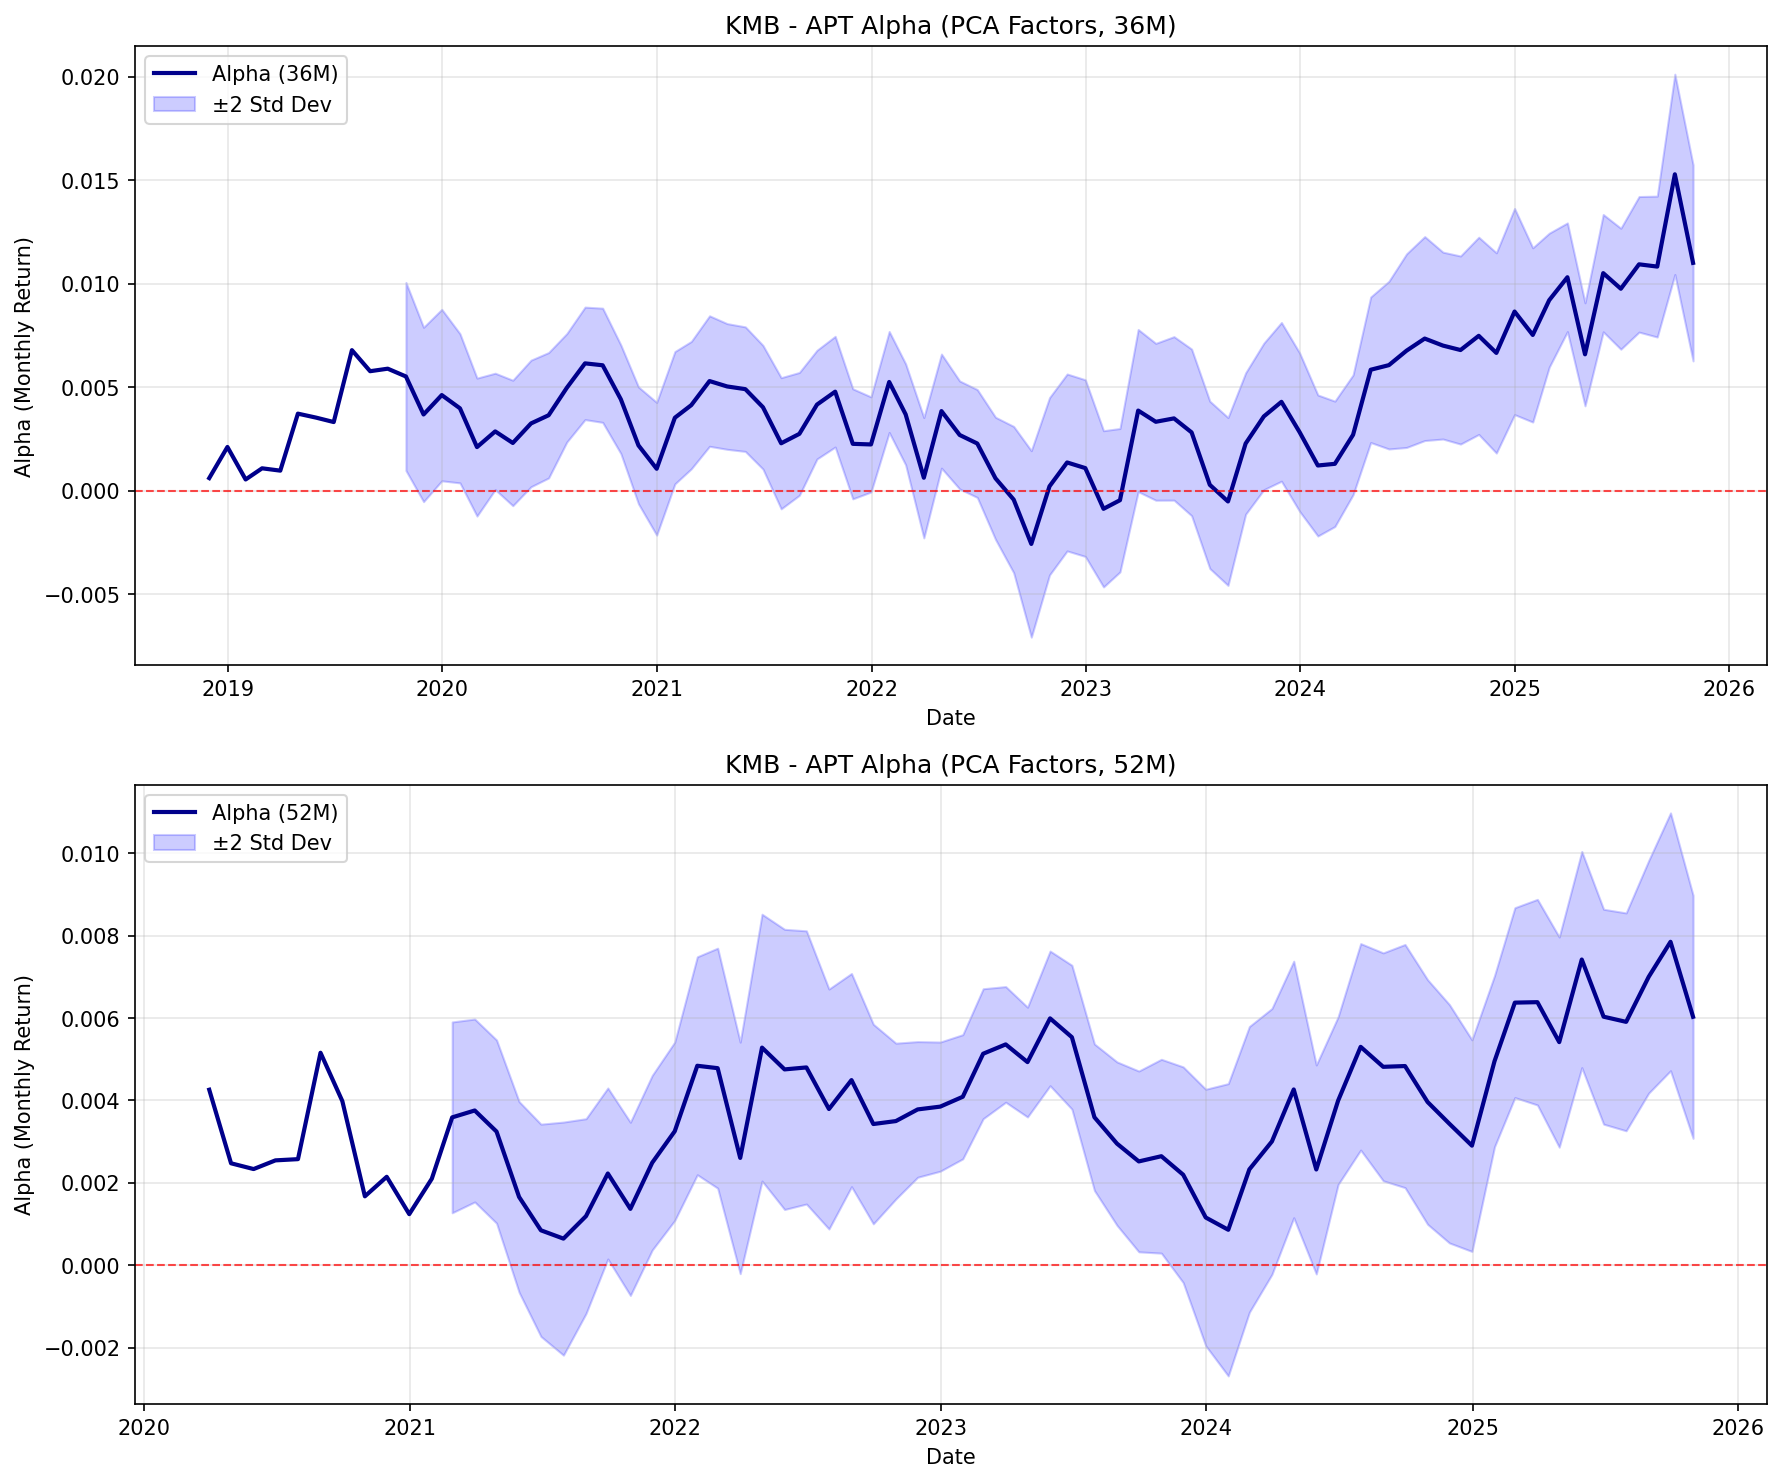 KMB - APT Alpha (PCA Factors, 36M)
Alpha (36M)
±2 Std Dev
Alpha (Monthly Return)
0.020
0.015
0.010
0.005
0.000
−0.005
2019 2020 2021 2022 2023 2024 2025 2026
Date
KMB - APT Alpha (PCA Factors, 52M)
Alpha (52M)
±2 Std Dev
Alpha (Monthly Return)
0.010
0.008
0.006
0.004
0.002
0.000
−0.002
2020 2021 2022 2023 2024 2025 2026
Date